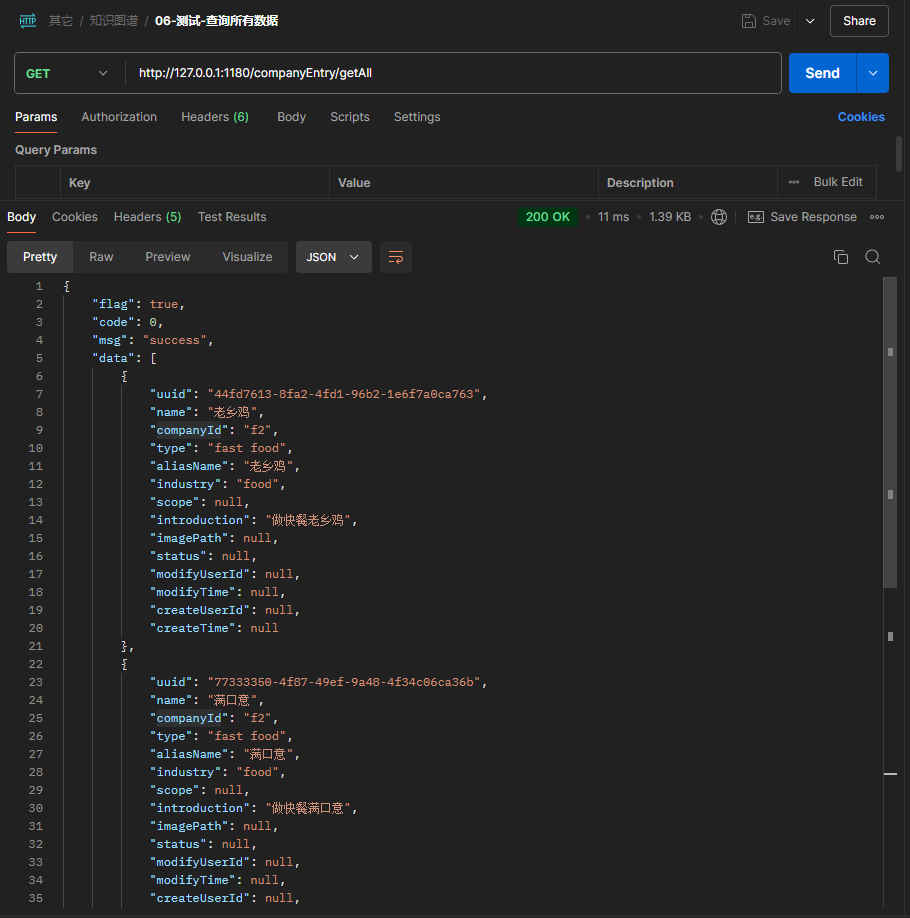 HTTP 其它 / 知识图谱 / 06-测试-查询所有数据 Save Share
GET http://127.0.0.1:1180/companyEntry/getAll Send
Params Authorization Headers (6) Body Scripts Settings Cookies
Query Params
Key Value Description Bulk Edit
Body Cookies Headers (5) Test Results 200 OK 11 ms 1.39 KB e.g. Save Response
Pretty Raw Preview Visualize JSON
1 {
2 "flag": true,
3 "code": 0,
4 "msg": "success",
5 "data": [
6 {
7 "uuid": "44fd7613-8fa2-4fd1-96b2-1e6f7a0ca763",
8 "name": "老乡鸡",
9 "companyId": "f2",
10 "type": "fast food",
11 "aliasName": "老乡鸡",
12 "industry": "food",
13 "scope": null,
14 "introduction": "做快餐老乡鸡",
15 "imagePath": null,
16 "status": null,
17 "modifyUserId": null,
18 "modifyTime": null,
19 "createUserId": null,
20 "createTime": null
21 },
22 {
23 "uuid": "77333350-4f87-49ef-9a48-4f34c06ca36b",
24 "name": "满口意",
25 "companyId": "f2",
26 "type": "fast food",
27 "aliasName": "满口意",
28 "industry": "food",
29 "scope": null,
30 "introduction": "做快餐满口意",
31 "imagePath": null,
32 "status": null,
33 "modifyUserId": null,
34 "modifyTime": null,
35 "createUserId": null,